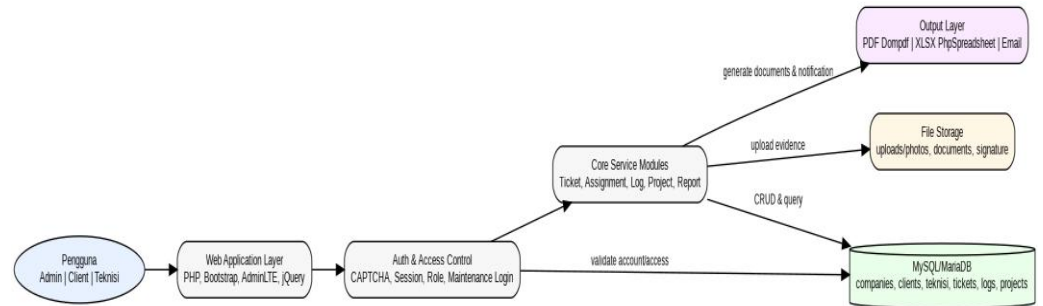 Output Layer
PDF Dompdf | XLSX PhpSpreadsheet | Email
generate documents & notification
File Storage
uploads/photos, documents, signature
upload evidence
Core Service Modules
Ticket, Assignment, Log, Project, Report
CRUD & query
Pengguna
Admin | Client | Teknisi
Web Application Layer
PHP, Bootstrap, AdminLTE, jQuery
Auth & Access Control
CAPTCHA, Session, Role, Maintenance Login
validate account/access
MySQL/MariaDB
companies, clients, teknisi, tickets, logs, projects